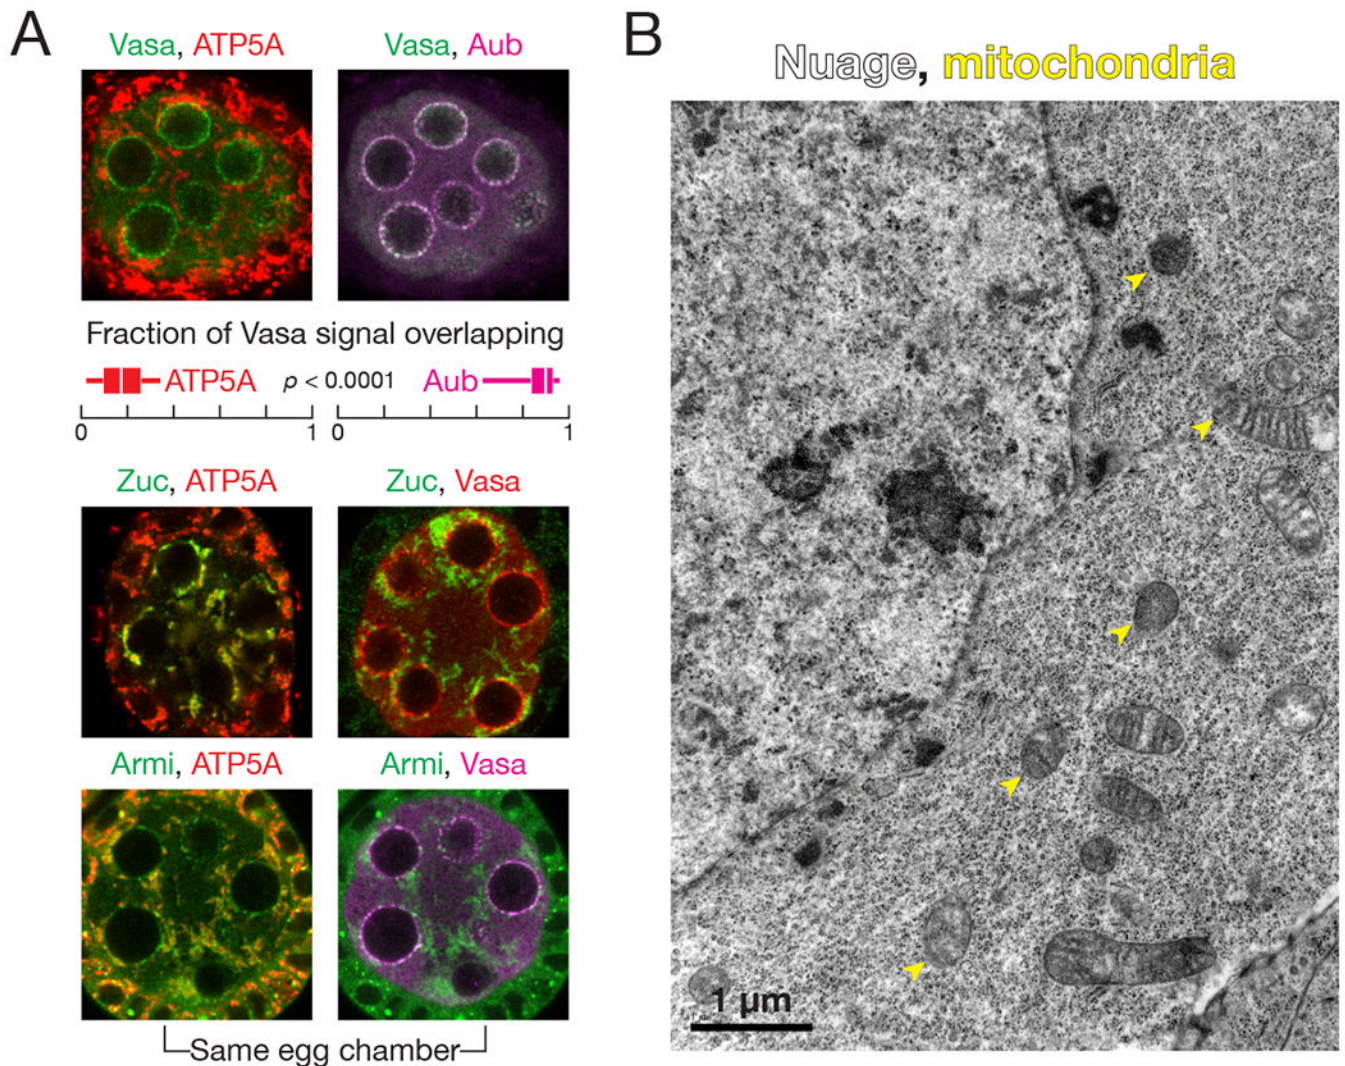 A
Vasa, ATP5A
Vasa, Aub
Fraction of Vasa signal overlapping
ATP5A
p < 0.0001
Aub
0
1
0
1
Zuc, ATP5A
Zuc, Vasa
Armi, ATP5A
Armi, Vasa
Same egg chamber
B
Nuage, mitochondria
1 μm